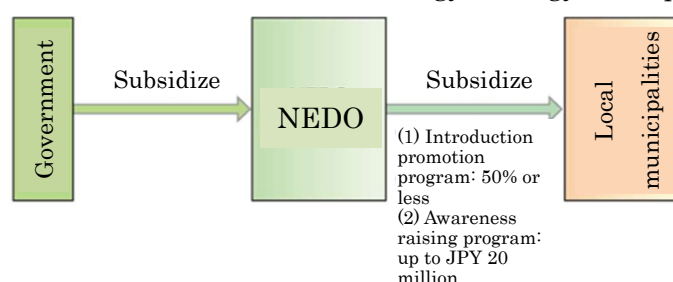 Government
Subsidize
NEDO
Subsidize
(1) Introduction
promotion
program: 50% or
less
(2) Awareness
raising program:
up to JPY 20
million
Local
municipalities